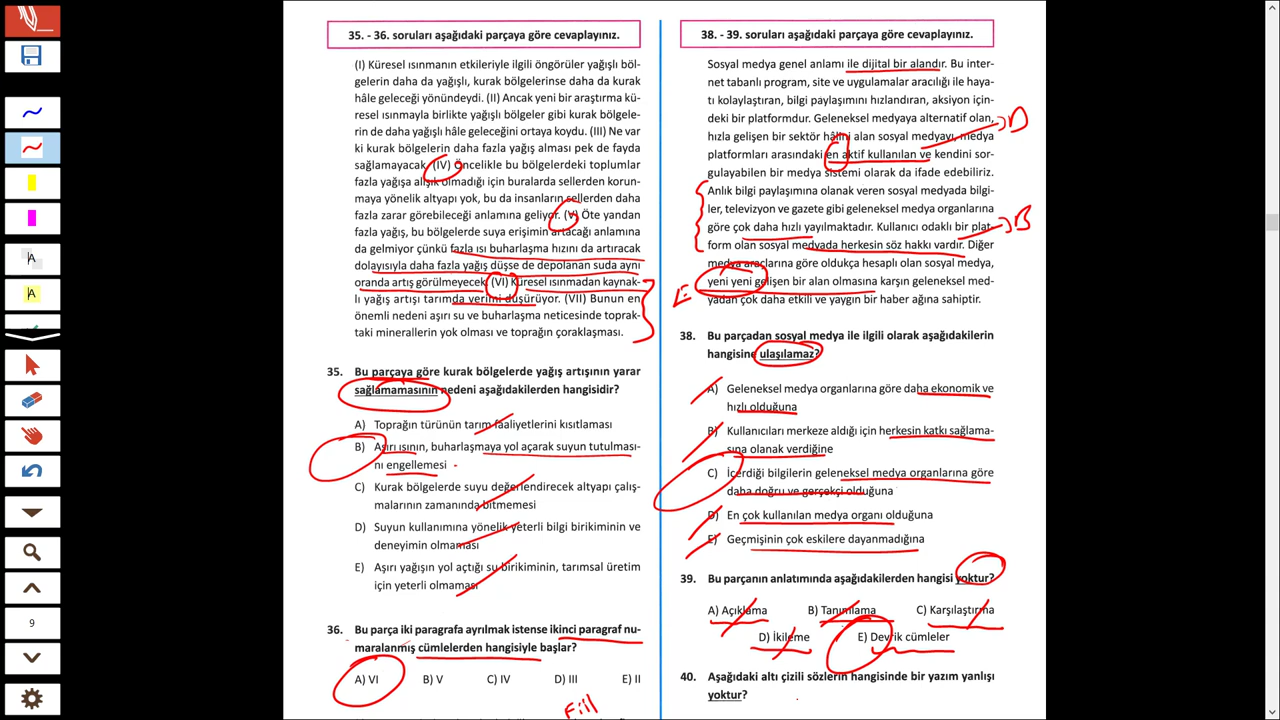 35. - 36. soruları aşağıdaki parçaya göre cevaplayınız.
(I) Küresel ısınmanın etkileriyle ilgili öngörüler yağışlı böl-
gelerin daha da yağışlı, kurak bölgelerinse daha da kurak
hâle geleceği yönündeydi. (II) Ancak yeni bir araştırma kü-
resel ısınmayla birlikte yağışlı bölgeler gibi kurak bölgele-
rin de daha yağışlı hâle geleceğini ortaya koydu. (III) Ne var
ki kurak bölgelerin daha fazla yağış alması pek de fayda
sağlamayacak. (IV) Öncelikle bu bölgelerdeki toplumlar
fazla yağışa alışık olmadığı için buralarda sellerden korun-
maya yönelik altyapı yok, bu da insanların sellerden daha
fazla zarar görebileceği anlamına geliyor. (V) Öte yandan
fazla yağış, bu bölgelerde suya erişimin artacağı anlamına
da gelmiyor çünkü fazla ısı buharlaşma hızını da artıracak
dolayısıyla daha fazla yağış düşse de depolanan suda aynı
oranda artış görülmeyecek. (VI) Küresel ısınmadan kaynak-
lı yağış artışı tarımda verimi düşürüyor. (VII) Bunun en
önemli nedeni aşırı su ve buharlaşma neticesinde toprak-
taki minerallerin yok olması ve toprağın çoraklaşması.
35. Bu parçaya göre kurak bölgelerde yağış artışının yarar
sağlamamasının nedeni aşağıdakilerden hangisidir?
A) Toprağın türünün tarım faaliyetlerini kısıtlaması
B) Aşırı ısının, buharlaşmaya yol açarak suyun tutulması-
nı engellemesi
C) Kurak bölgelerde suyu değerlendirecek altyapı çalış-
malarının zamanında bitmemesi
D) Suyun kullanımına yönelik yeterli bilgi birikiminin ve
deneyimin olmaması
E) Aşırı yağışın yol açtığı su birikiminin, tarımsal üretim
için yeterli olmaması
36. Bu parça iki paragrafa ayrılmak istense ikinci paragraf nu-
maralanmış cümlelerden hangisiyle başlar?
A) VI B) V C) IV D) III E) II
Fill
38. - 39. soruları aşağıdaki parçaya göre cevaplayınız.
Sosyal medya genel anlamı ile dijital bir alandır. Bu inter-
net tabanlı program, site ve uygulamalar aracılığı ile haya-
tı kolaylaştıran, bilgi paylaşımını hızlandıran, aksiyon için-
deki bir platformdur. Geleneksel medyaya alternatif olan,
hızla gelişen bir sektör hâlini alan sosyal medyayı, medya
platformları arasındaki en aktif kullanılan ve kendini sor-
gulayabilen bir medya sistemi olarak da ifade edebiliriz.
Anlık bilgi paylaşımına olanak veren sosyal medyada bilgi-
ler, televizyon ve gazete gibi geleneksel medya organlarına
göre çok daha hızlı yayılmaktadır. Kullanıcı odaklı bir plat-
form olan sosyal medyada herkesin söz hakkı vardır. Diğer
medya araçlarına göre oldukça hesaplı olan sosyal medya,
yeni yeni gelişen bir alan olmasına karşın geleneksel med-
yadan çok daha etkili ve yaygın bir haber ağına sahiptir.
D
B
E
38. Bu parçadan sosyal medya ile ilgili olarak aşağıdakilerin
hangisine ulaşılamaz?
A) Geleneksel medya organlarına göre daha ekonomik ve
hızlı olduğuna
B) Kullanıcıları merkeze aldığı için herkesin katkı sağlama-
sına olanak verdiğine
C) İçerdiği bilgilerin geleneksel medya organlarına göre
daha doğru ve gerçekçi olduğuna
D) En çok kullanılan medya organı olduğuna
E) Geçmişinin çok eskilere dayanmadığına
39. Bu parçanın anlatımında aşağıdakilerden hangisi yoktur?
A) Açıklama B) Tanımlama C) Karşılaştırma
D) İkileme E) Devrik cümleler
40. Aşağıdaki altı çizili sözlerin hangisinde bir yazım yanlışı
yoktur?
A
A
9